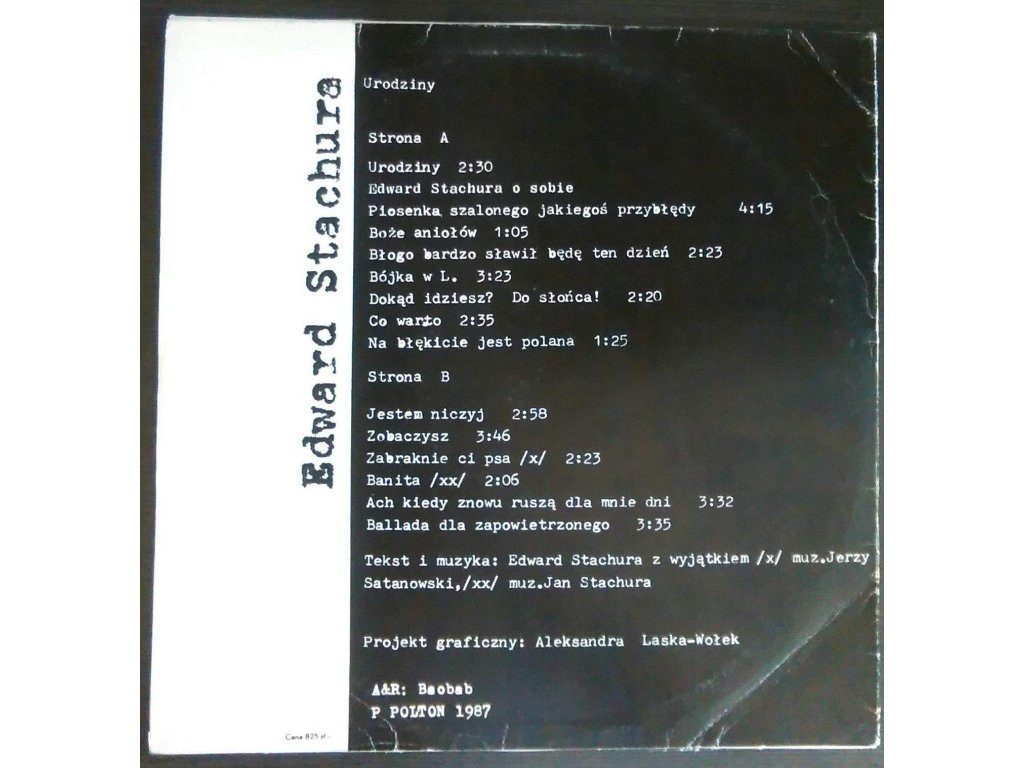 Edward Stachura
Urodziny
Strona A
Urodziny 2:30
Edward Stachura o sobie
Piosenka szalonego jakiegoś przybłędy 4:15
Boże aniołów 1:05
Błogo bardzo sławił będę ten dzień 2:23
Bójka w L. 3:23
Dokąd idziesz? Do słońca! 2:20
Co warto 2:35
Na błękicie jest polana 1:25
Strona B
Jestem niczyj 2:58
Zobaczysz 3:46
Zabraknie ci psa /x/ 2:23
Banita /xx/ 2:06
Ach kiedy znowu ruszą dla mnie dni 3:32
Ballada dla zapowietrzonego 3:35
Tekst i muzyka: Edward Stachura z wyjątkiem /x/ muz.Jerzy
Satanowski,/xx/ muz.Jan Stachura
Projekt graficzny: Aleksandra Laska-Wołek
A&R: Baobab
P POLTON 1987
Cena 825 zł-